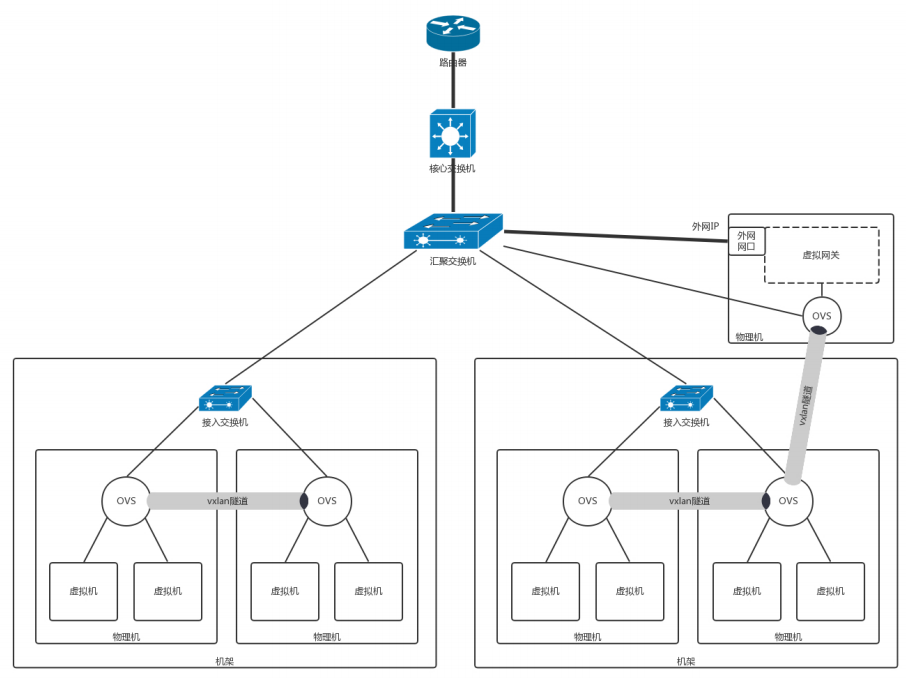 路由器
核心交换机
汇聚交换机
外网IP
外网
网口
虚拟网关
OVS
物理机
vxlan隧道
接入交换机
接入交换机
OVS
vxlan隧道
OVS
OVS
vxlan隧道
OVS
虚拟机
虚拟机
虚拟机
虚拟机
虚拟机
虚拟机
虚拟机
虚拟机
物理机
物理机
物理机
物理机
机架
机架